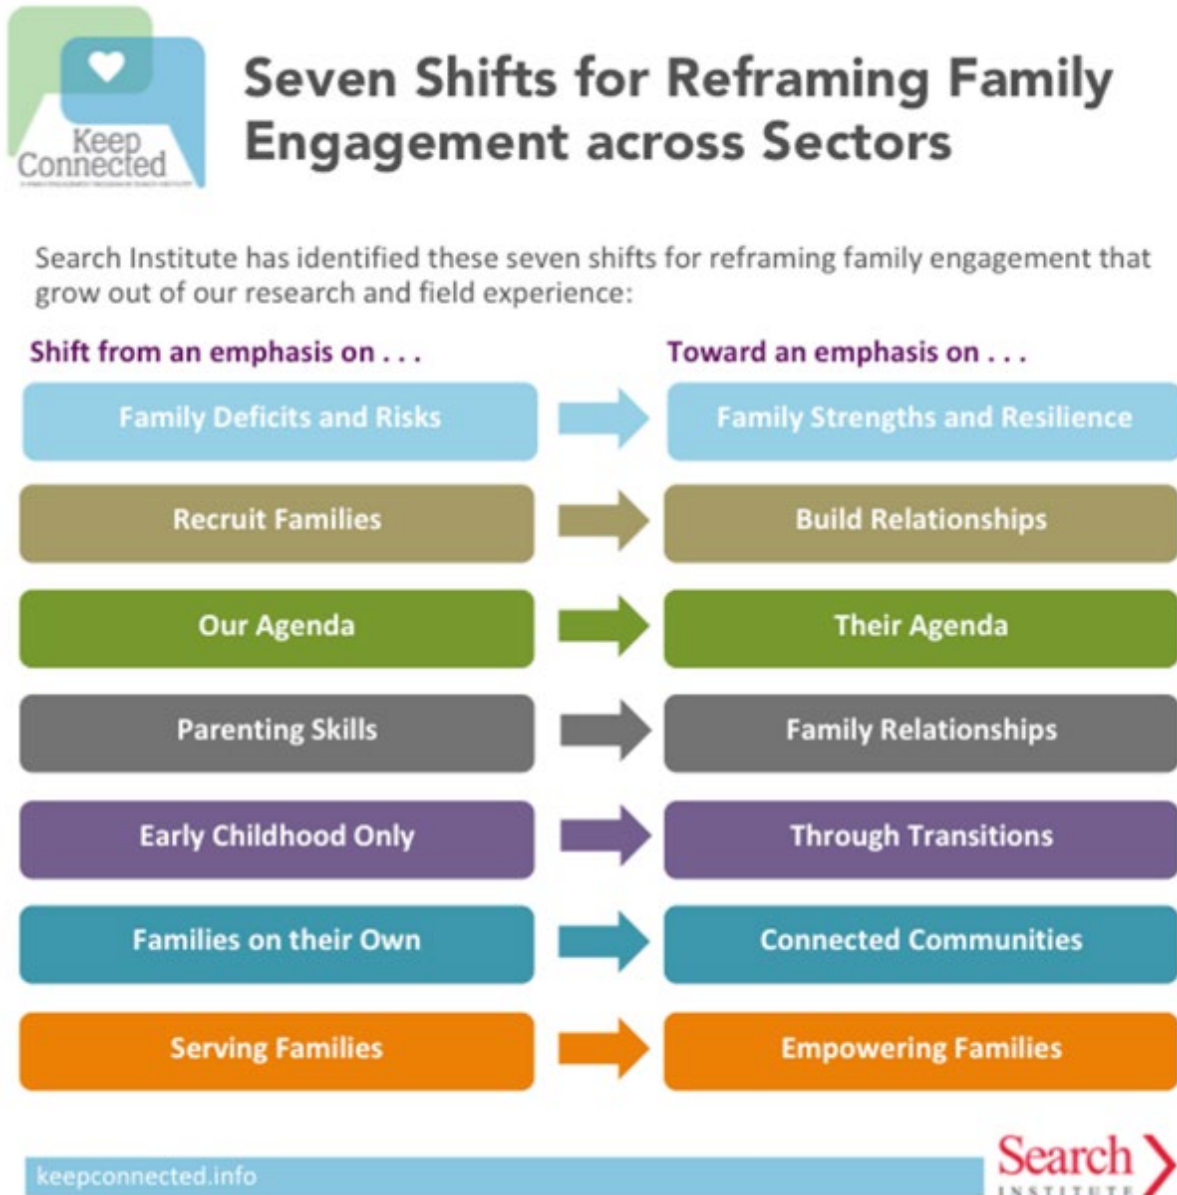 Keep
Connected
Seven Shifts for Reframing Family
Engagement across Sectors
Search Institute has identified these seven shifts for reframing family engagement that
grow out of our research and field experience:
Shift from an emphasis on . . .
Toward an emphasis on . . .
Family Deficits and Risks
Family Strengths and Resilience
Recruit Families
Build Relationships
Our Agenda
Their Agenda
Parenting Skills
Family Relationships
Early Childhood Only
Through Transitions
Families on their Own
Connected Communities
Serving Families
Empowering Families
keepconnected.info
Search
INSTITUTE